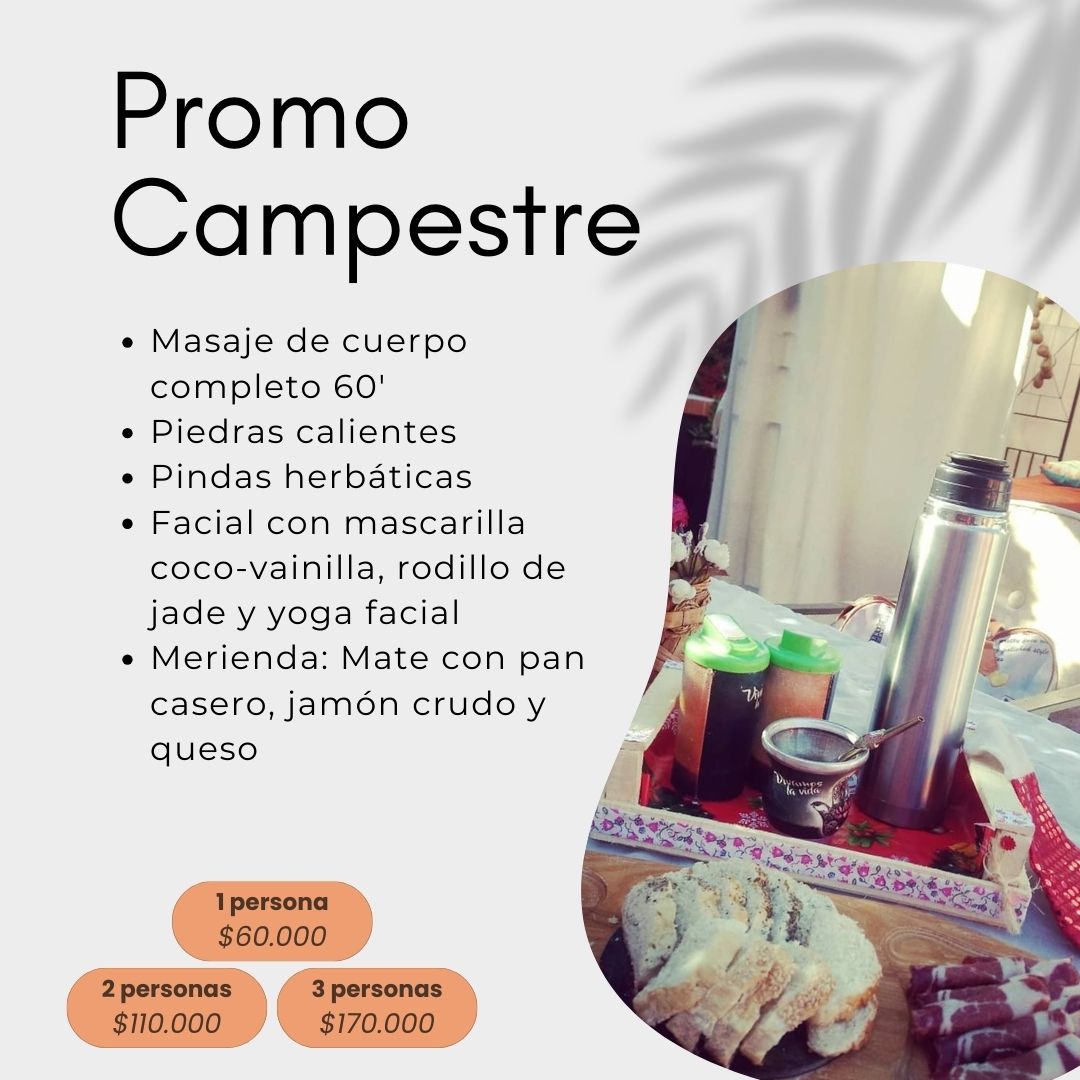 Promo
Campestre
• Masaje de cuerpo
completo 60'
• Piedras calientes
• Pindas herbáticas
• Facial con mascarilla
coco-vainilla, rodillo de
jade y yoga facial
• Merienda: Mate con pan
casero, jamón crudo y
queso
1 persona
$60.000
2 personas
$110.000
3 personas
$170.000
la vida